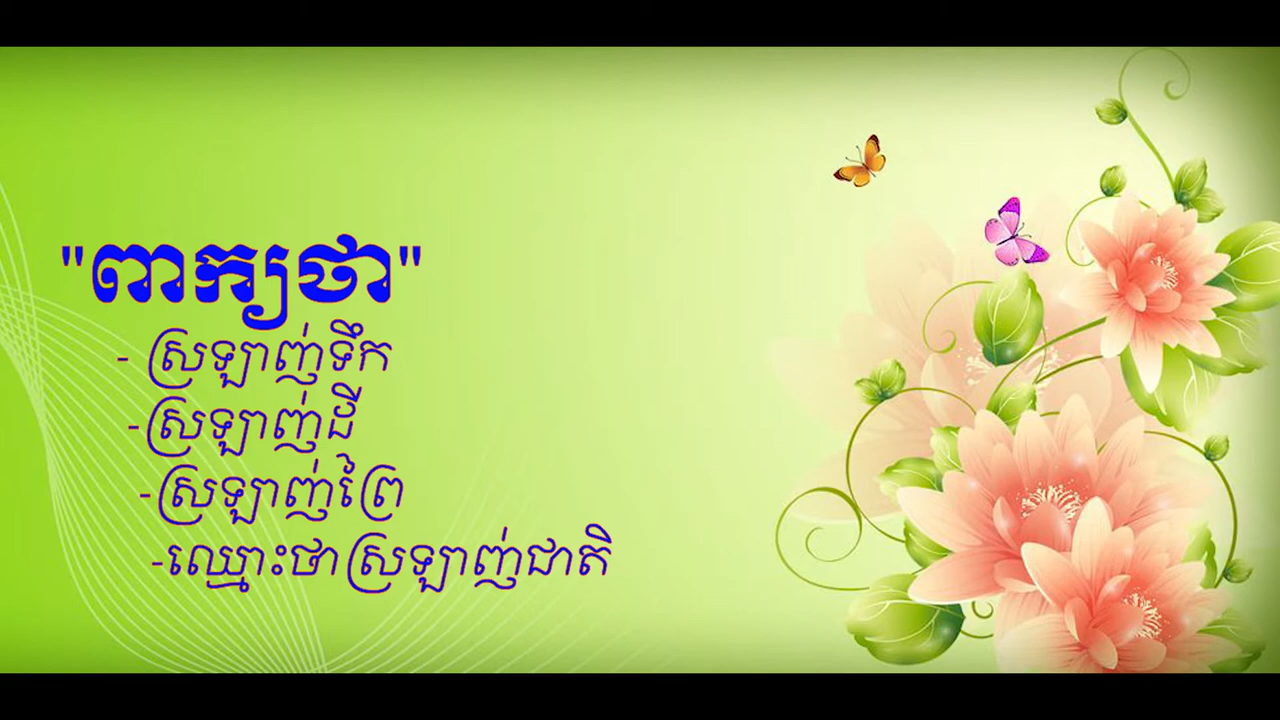 "ពាក្យថា"
- ស្រឡាញ់ទឹក
-ស្រឡាញ់ដី
-ស្រឡាញ់ព្រៃ
-ឈ្មោះថាស្រឡាញ់ជាតិ